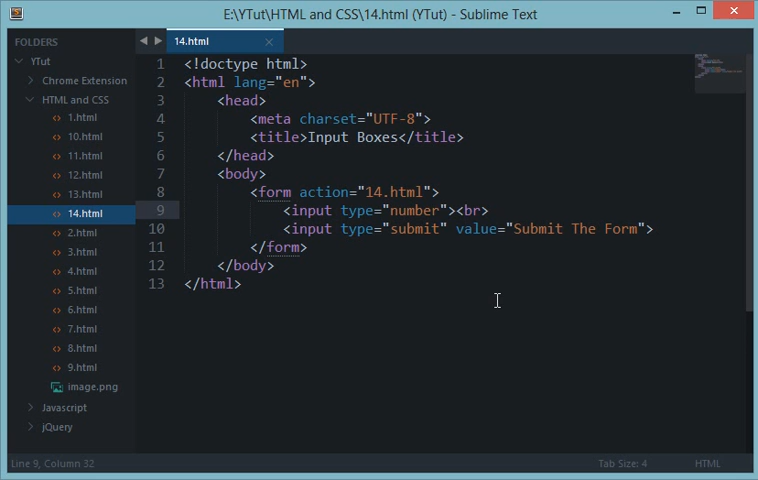 E:\YTut\HTML and CSS\14.html (YTut) - Sublime Text
FOLDERS
YTut
Chrome Extension
HTML and CSS
1.html
10.html
11.html
12.html
13.html
14.html
2.html
3.html
4.html
5.html
6.html
7.html
8.html
9.html
image.png
Javascript
jQuery
14.html
1 <!doctype html>
2 <html lang="en">
3 <head>
4 <meta charset="UTF-8">
5 <title>Input Boxes</title>
6 </head>
7 <body>
8 <form action="14.html">
9 <input type="number"><br>
10 <input type="submit" value="Submit The Form">
11 </form>
12 </body>
13 </html>
Line 9, Column 32
Tab Size: 4
HTML